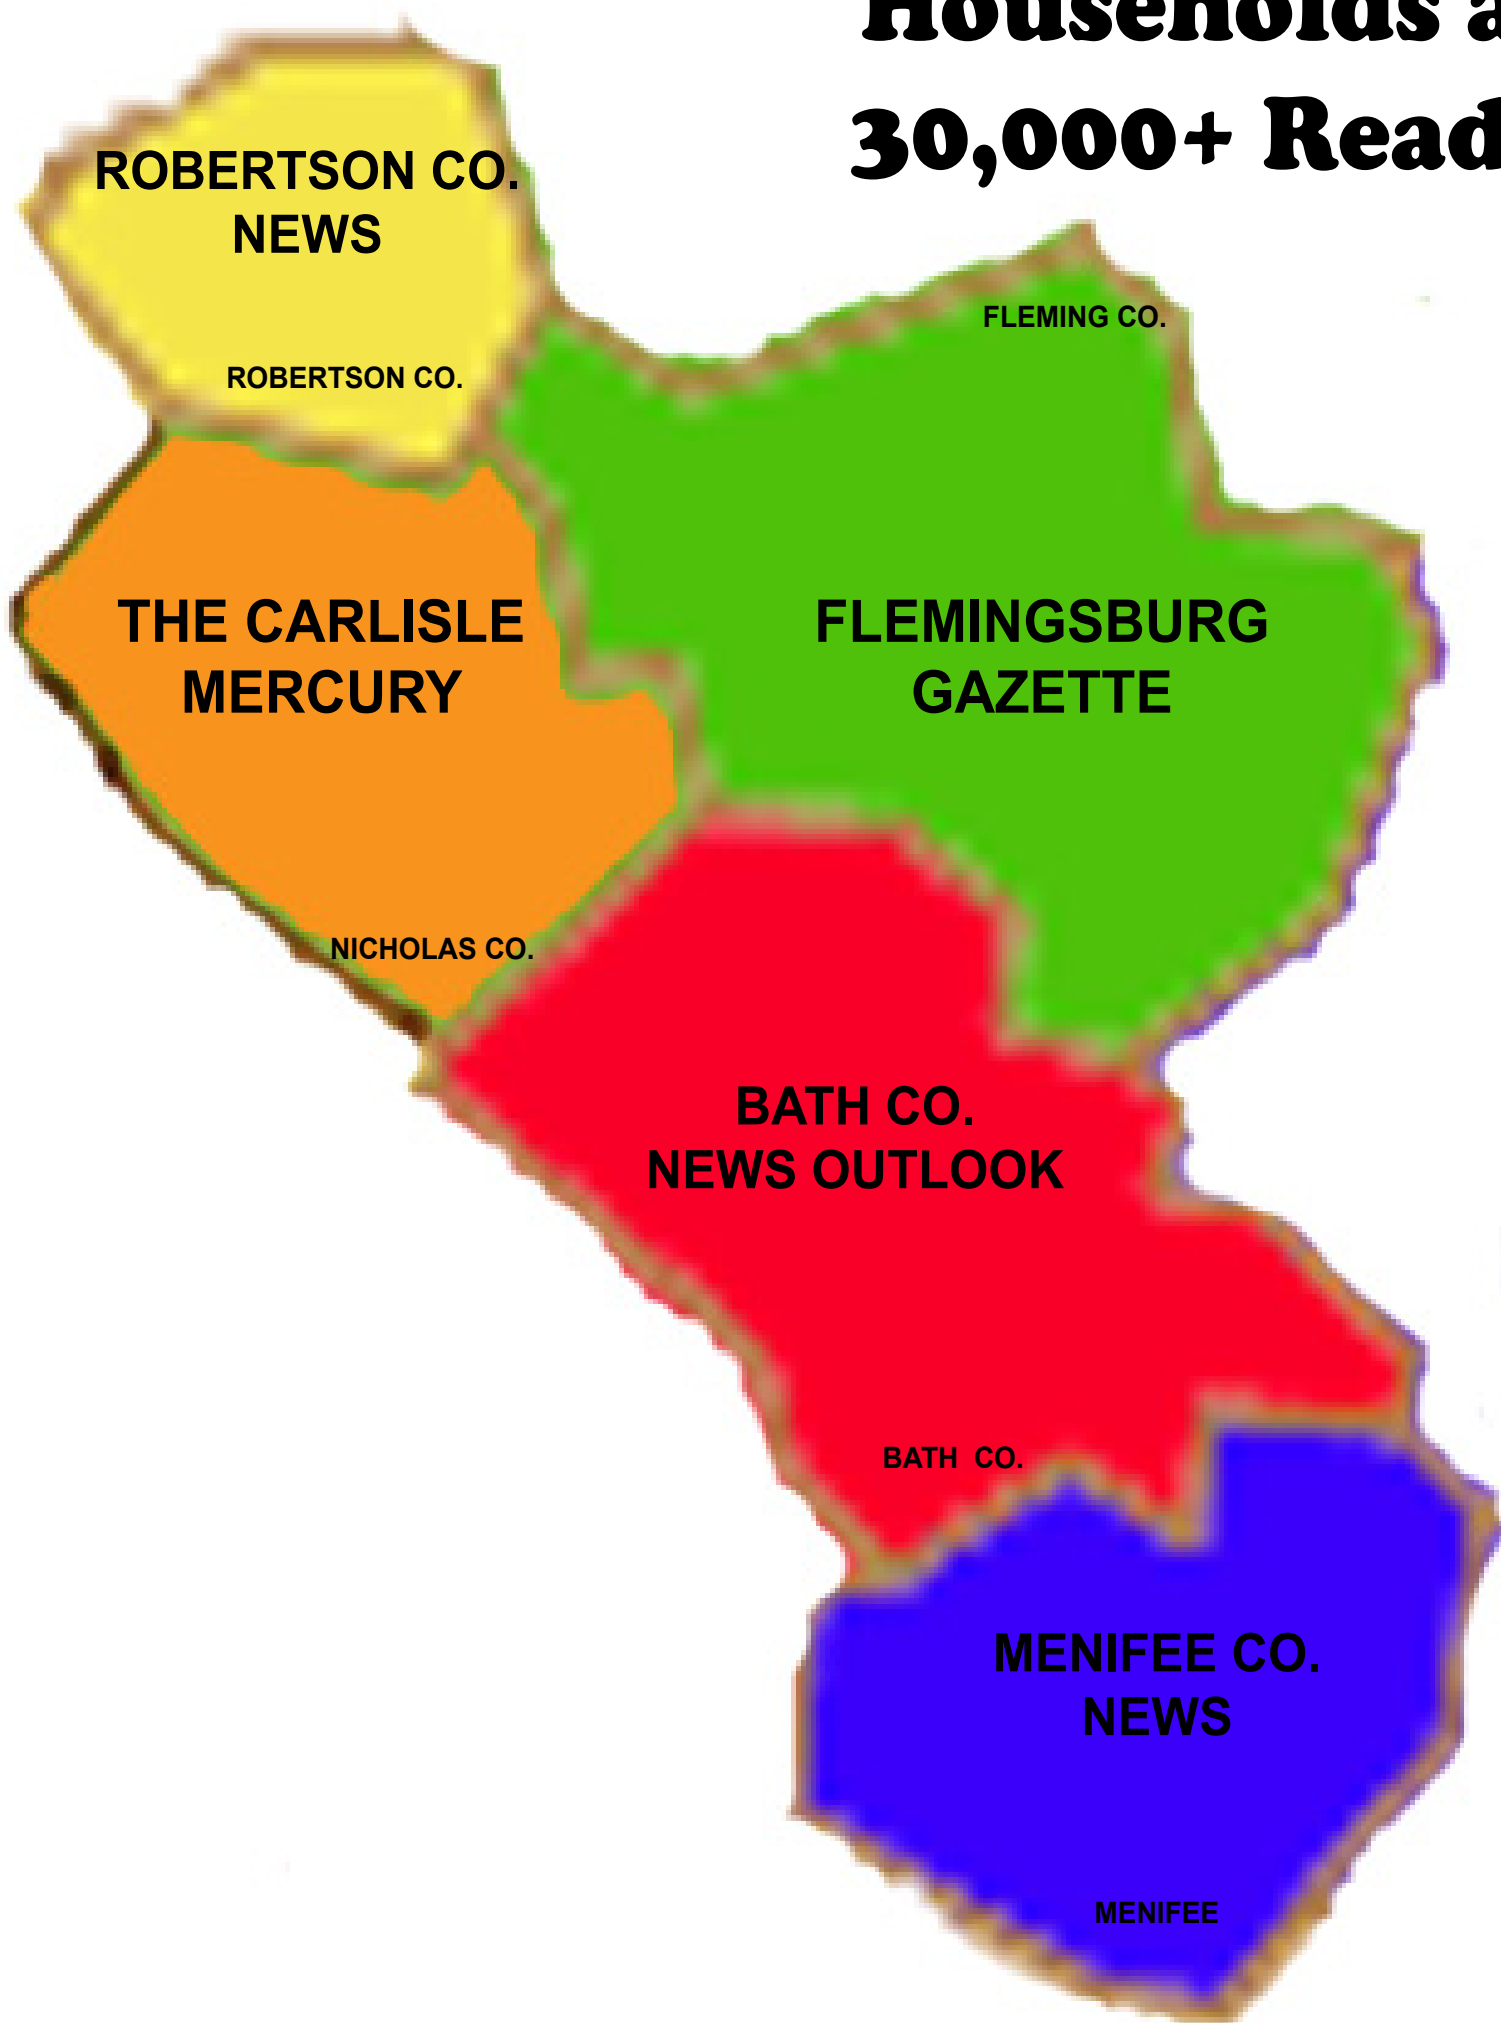 Households
30,000+
ROBERTSON CO.
NEWS
ROBERTSON CO.
FLEMING CO.
THE CARLISLE
MERCURY
NICHOLAS CO.
FLEMINGSBURG
GAZETTE
BATH CO.
NEWS OUTLOOK
BATH CO.
MENIFEE CO.
NEWS
MENIFEE